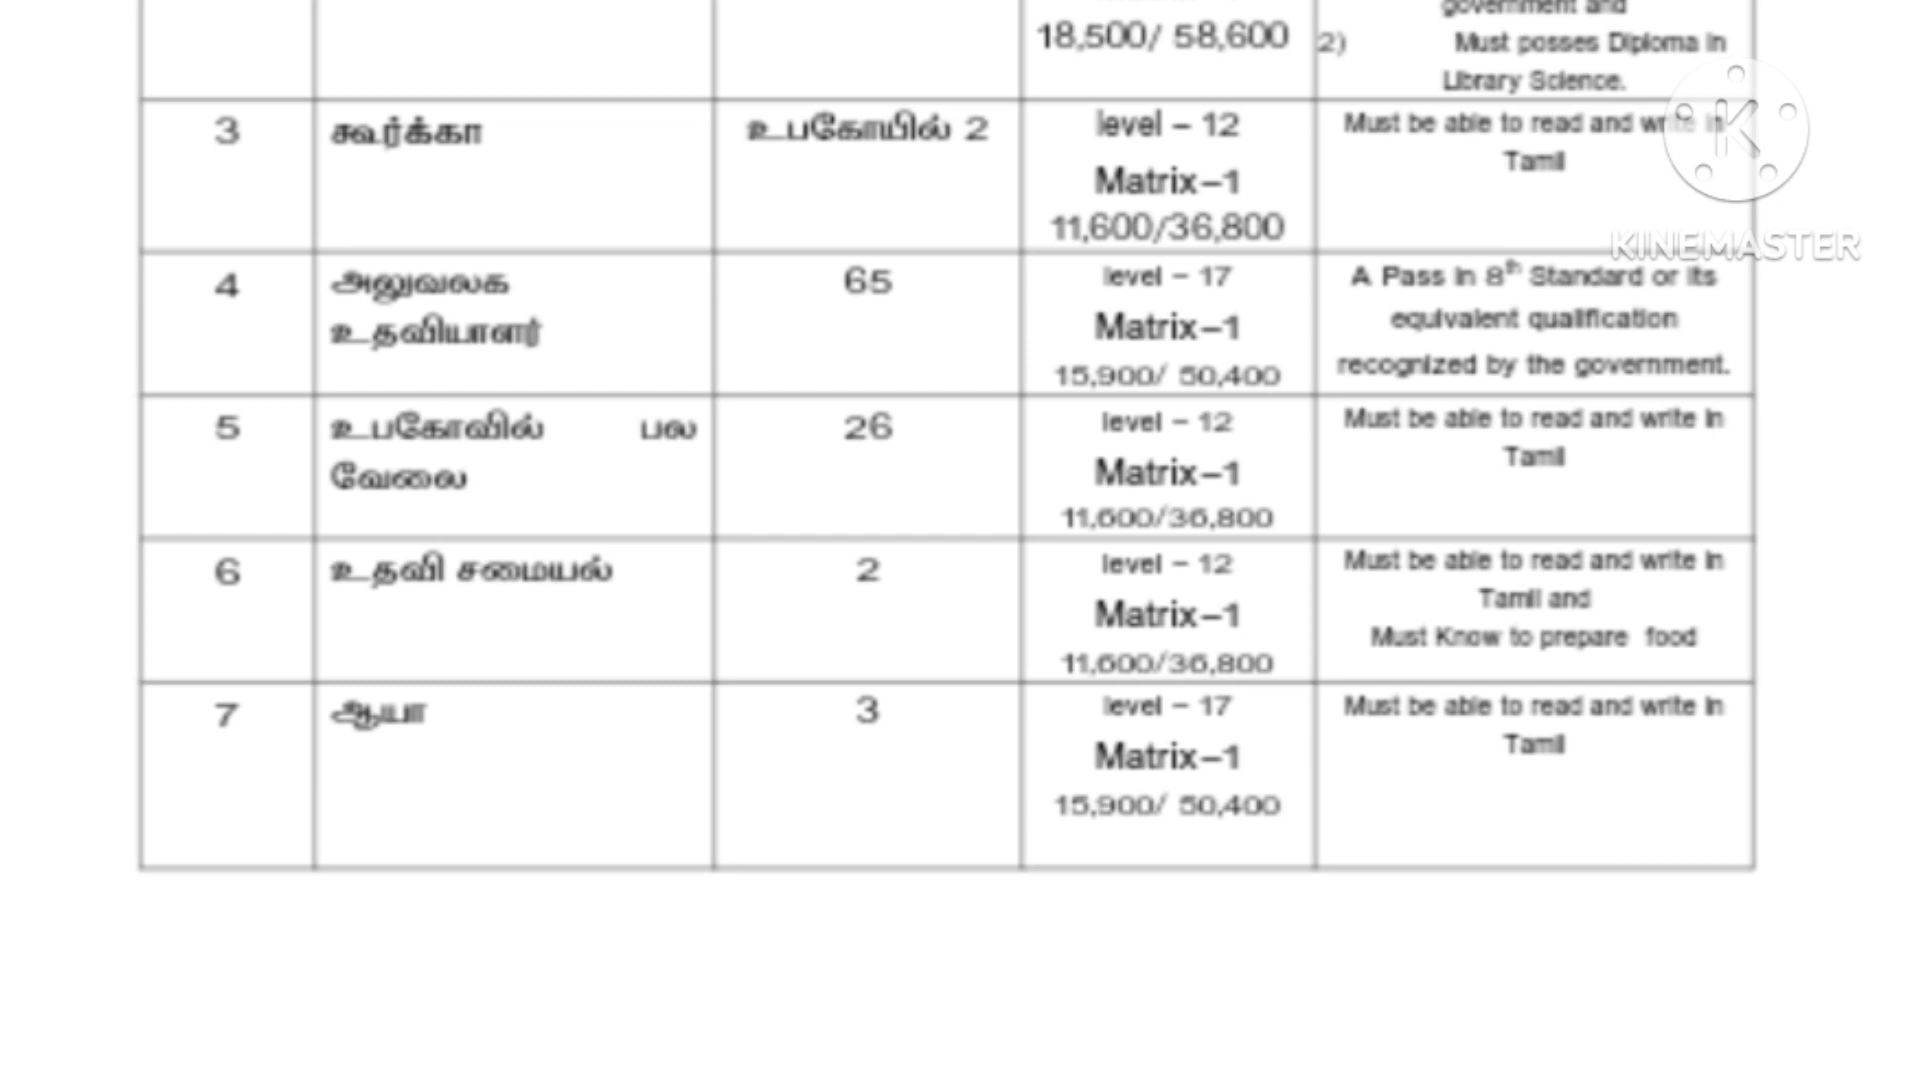 government and
18,500/ 58,600
2) Must posses Diploma in
Library Science.
3
கூர்க்கா
உபகோயில் 2
level – 12
Matrix–1
11,600/36,800
Must be able to read and write in
Tamil
KINEMASTER
4
அலுவலக
உதவியாளர்
65
level – 17
Matrix–1
15,900/ 50,400
A Pass in 8th Standard or its
equivalent qualification
recognized by the government.
5
உபகோவில் பல
வேலை
26
level – 12
Matrix–1
11,600/36,800
Must be able to read and write in
Tamil
6
உதவி சமையல்
2
level – 12
Matrix–1
11,600/36,800
Must be able to read and write in
Tamil and
Must Know to prepare food
7
ஆயா
3
level – 17
Matrix–1
15,900/ 50,400
Must be able to read and write in
Tamil